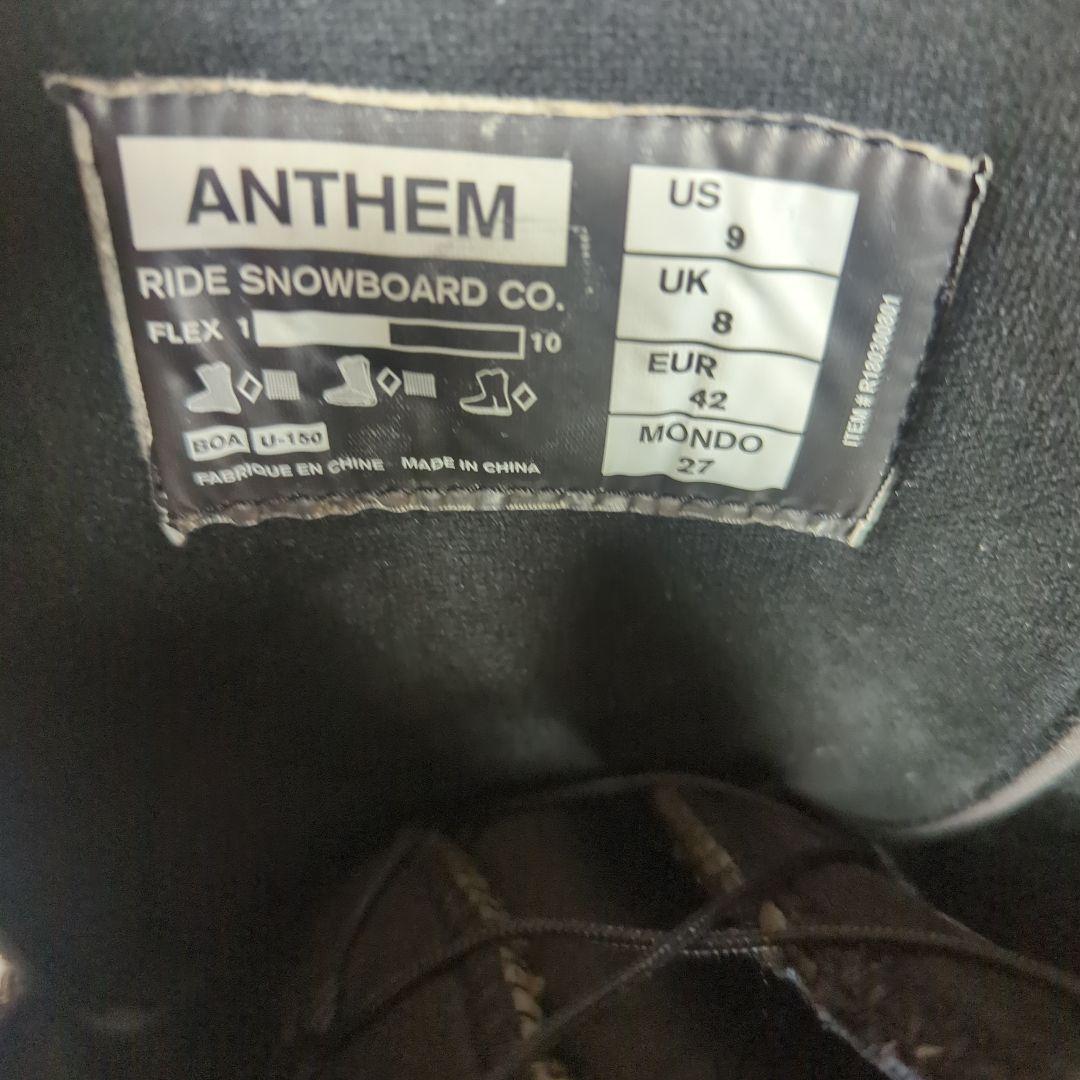 ANTHEM
RIDE SNOWBOARD CO.
FLEX 1 10
BOA U-150
FABRIQUE EN CHINE MADE IN CHINA
US
9
UK
8
EUR
42
MONDO
27
ITEM #